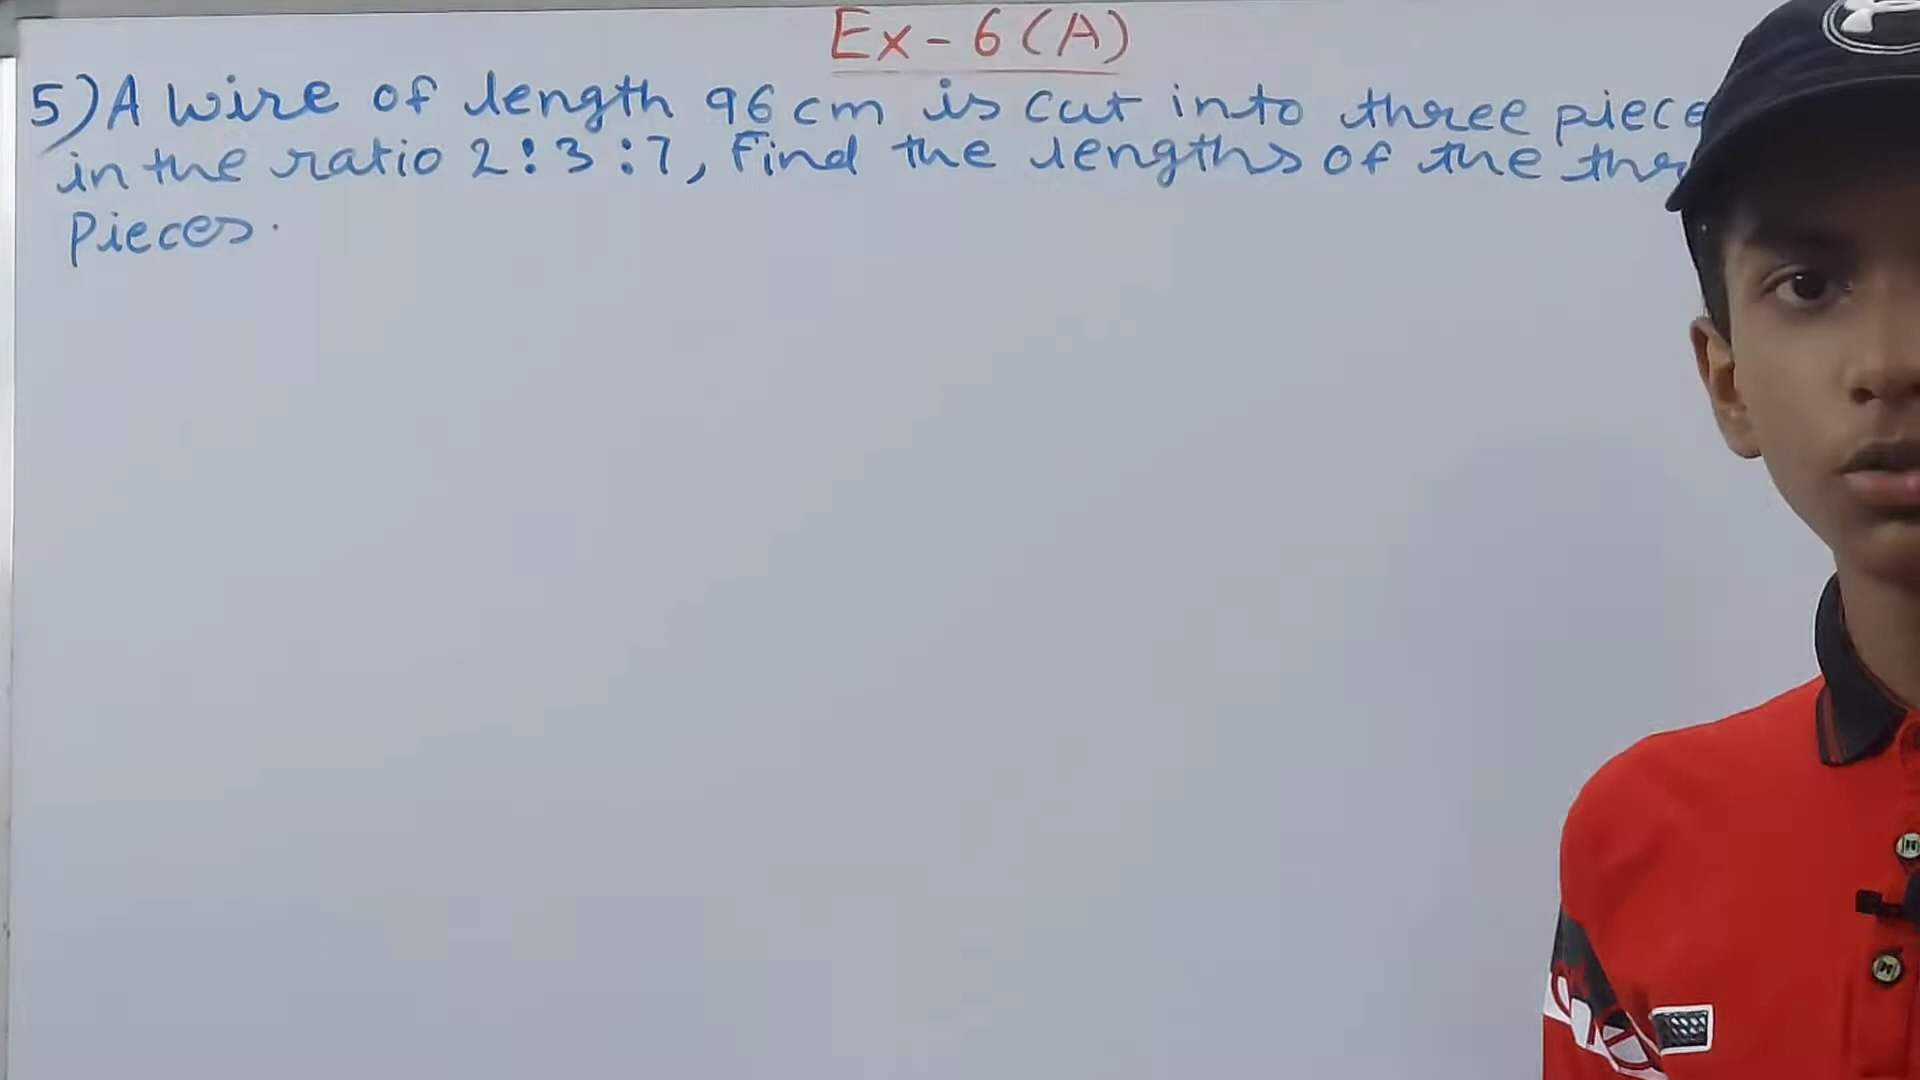 Ex-6(A)
5) A wire of length 96 cm is cut into three piece
in the ratio 2:3:7, Find the lengths of the
Pieces.